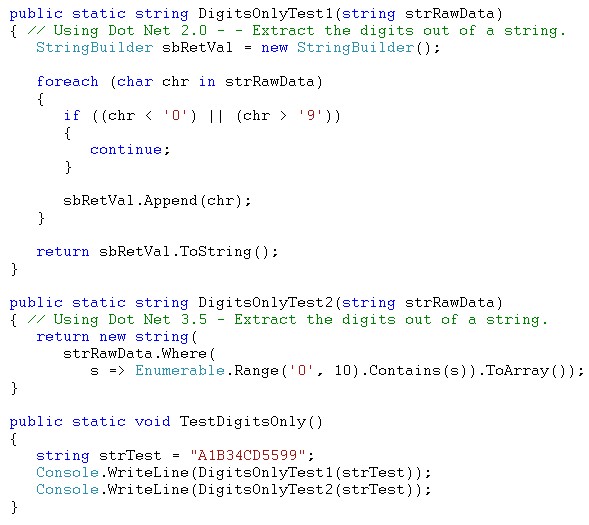 public static string DigitsOnlyTest1(string strRawData)
{ // Using Dot Net 2.0 - - Extract the digits out of a string.
   StringBuilder sbRetVal = new StringBuilder();

   foreach (char chr in strRawData)
   {
      if ((chr < '0') || (chr > '9'))
      {
         continue;
      }

      sbRetVal.Append(chr);
   }

   return sbRetVal.ToString();
}

public static string DigitsOnlyTest2(string strRawData)
{ // Using Dot Net 3.5 - Extract the digits out of a string.
   return new string(
      strRawData.Where(
         s => Enumerable.Range('0', 10).Contains(s)).ToArray());
}

public static void TestDigitsOnly()
{
   string strTest = "A1B34CD5599";
   Console.WriteLine(DigitsOnlyTest1(strTest));
   Console.WriteLine(DigitsOnlyTest2(strTest));
}